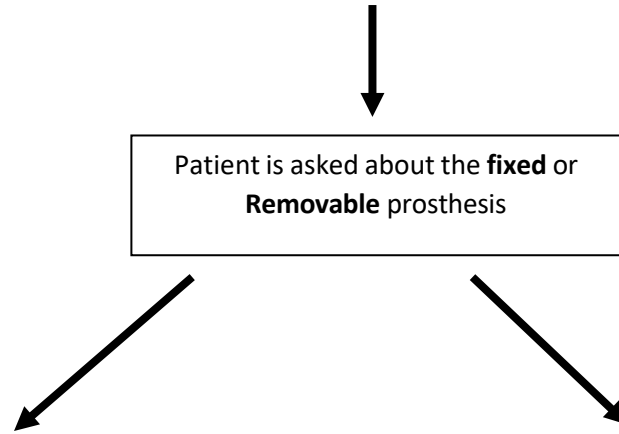 Patient is asked about the fixed or
Removable prosthesis